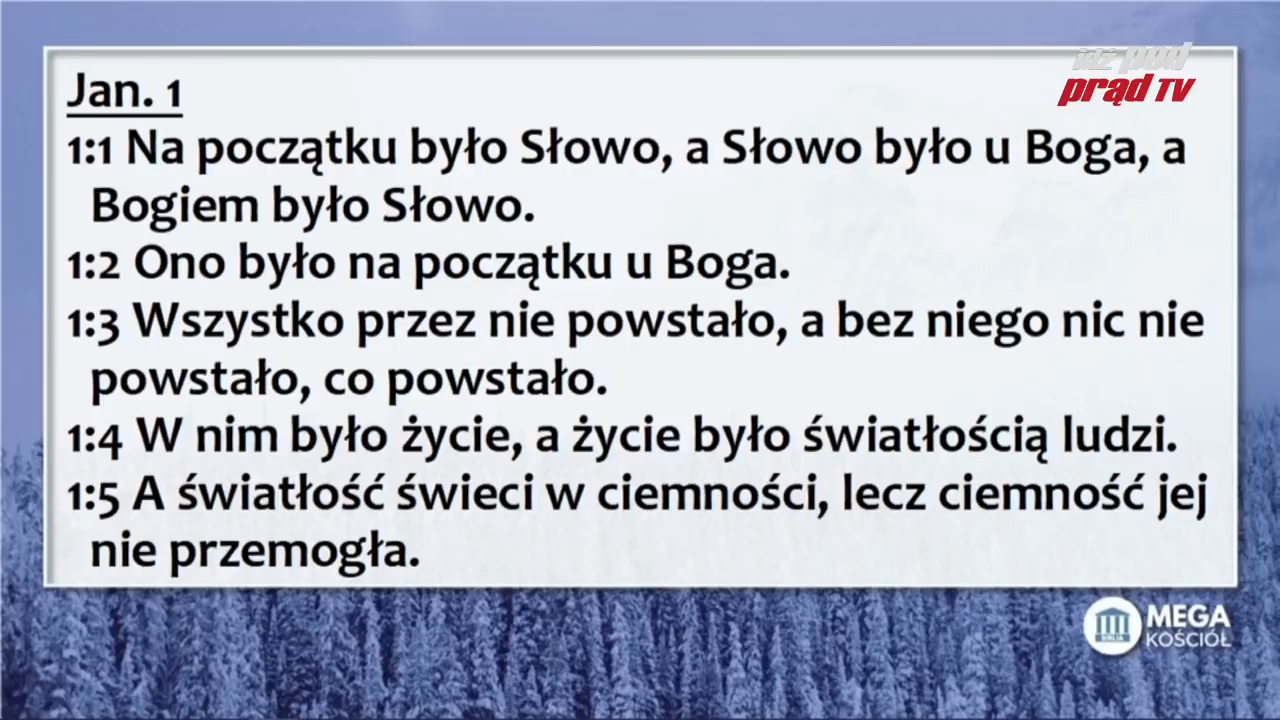 idź pod
prąd TV
Jan. 1
1:1 Na początku było Słowo, a Słowo było u Boga, a
Bogiem było Słowo.
1:2 Ono było na początku u Boga.
1:3 Wszystko przez nie powstało, a bez niego nic nie
powstało, co powstało.
1:4 W nim było życie, a życie było światłością ludzi.
1:5 A światłość świeci w ciemności, lecz ciemność jej
nie przemogła.
MEGA
KOŚCIÓŁ
BIBLIA